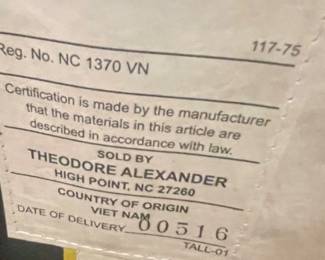 117-75
Reg. No. NC 1370 VN
Certification is made by the manufacturer
that the materials in this article are
described in accordance with law.
SOLD BY
THEODORE ALEXANDER
HIGH POINT, NC 27260
COUNTRY OF ORIGIN
VIET NAM
DATE OF DELIVERY 00516
TALL-01